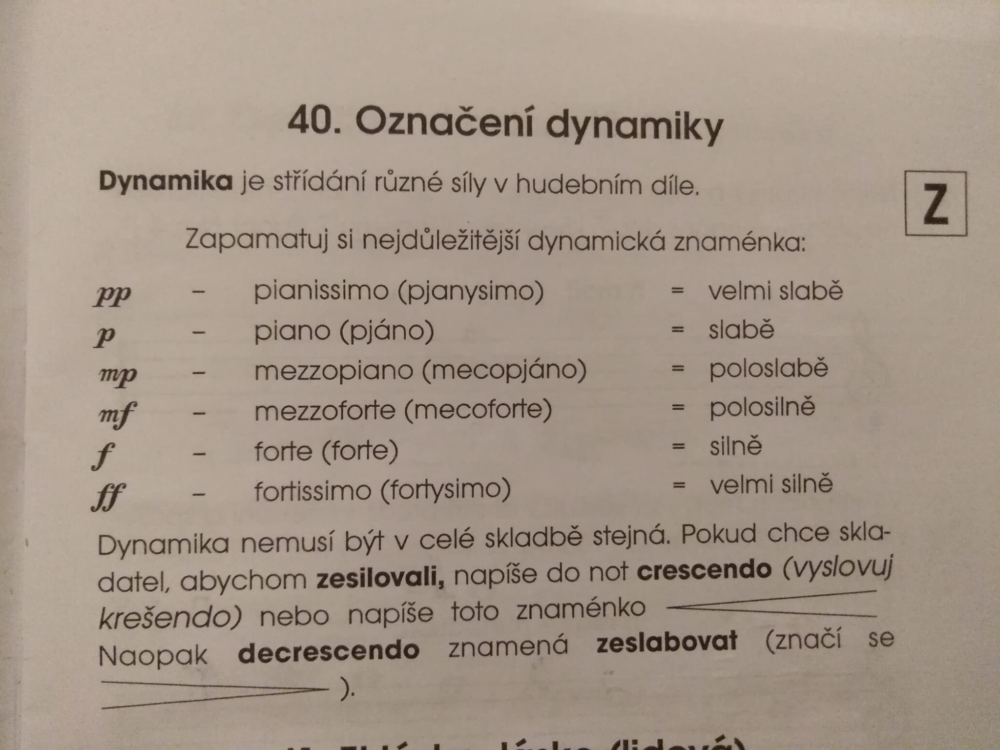 40. Označení dynamiky
Dynamika je střídání různé síly v hudebním díle.
Z
Zapamatuj si nejdůležitější dynamická znaménka:
pp – pianissimo (pjanysimo) = velmi slabě
p – piano (pjáno) = slabě
mp – mezzopiano (mecopjáno) = poloslabě
mf – mezzoforte (mecoforte) = polosilně
f – forte (forte) = silně
ff – fortissimo (fortysimo) = velmi silně
Dynamika nemusí být v celé skladbě stejná. Pokud chce skla-
datel, abychom zesilovali, napíše do not crescendo (vyslovuj
krešendo) nebo napíše toto znaménko
Naopak decrescendo znamená zeslabovat (značí se
).
(lidová)